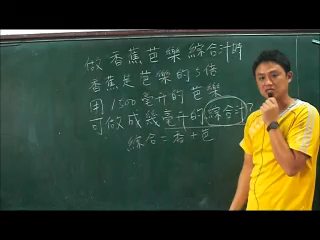 做香蕉芭樂綜合汁時
香蕉是芭樂的5倍
用1500毫升的芭樂
可做成幾毫升的綜合汁?
綜合=香+芭